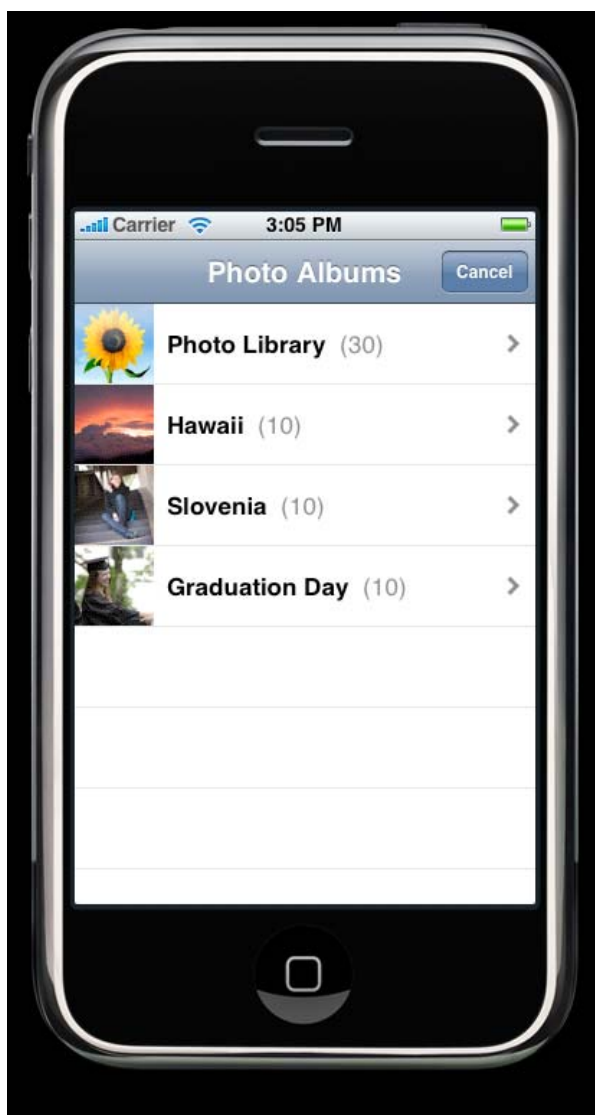 Carrier 3:05 PM
Photo Albums Cancel
Photo Library (30)
Hawaii (10)
Slovenia (10)
Graduation Day (10)